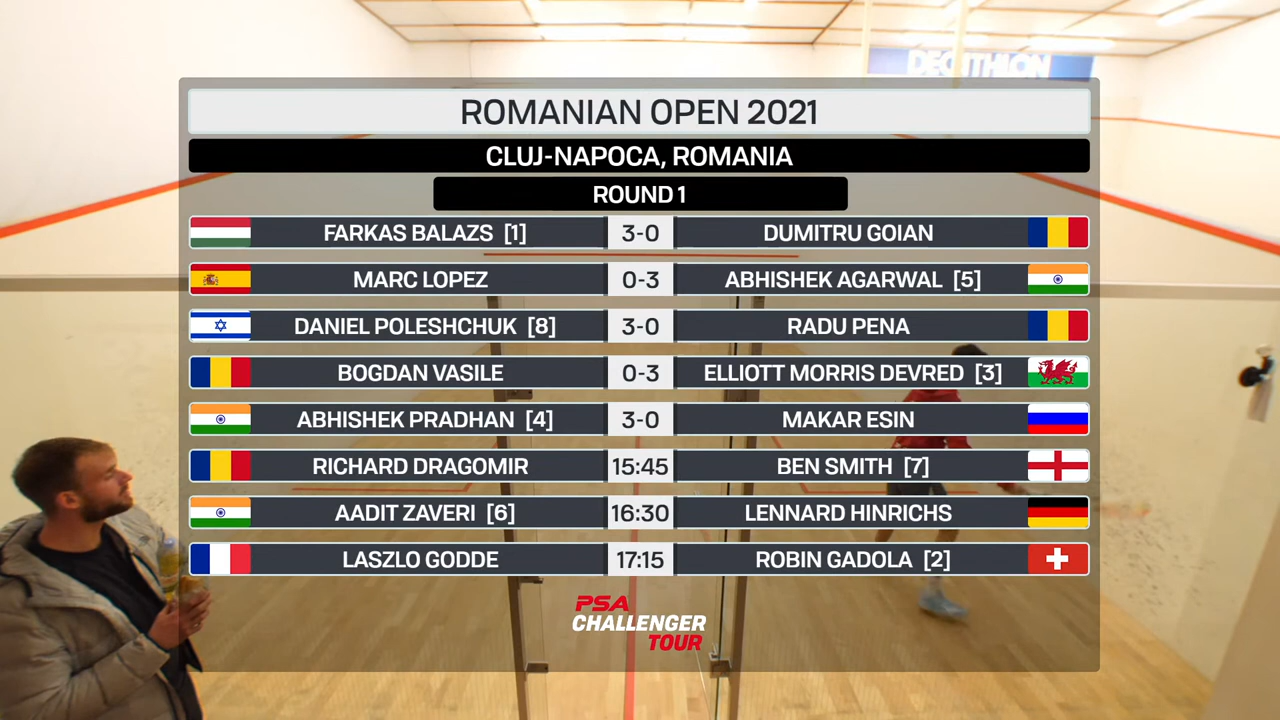 DECATHLON
ROMANIAN OPEN 2021
CLUJ-NAPOCA, ROMANIA
ROUND 1
FARKAS BALAZS [1] 3-0 DUMITRU GOIAN
MARC LOPEZ 0-3 ABHISHEK AGARWAL [5]
DANIEL POLESHCHUK [8] 3-0 RADU PENA
BOGDAN VASILE 0-3 ELLIOTT MORRIS DEVRED [3]
ABHISHEK PRADHAN [4] 3-0 MAKAR ESIN
RICHARD DRAGOMIR 15:45 BEN SMITH [7]
AADIT ZAVERI [6] 16:30 LENNARD HINRICHS
LASZLO GODDE 17:15 ROBIN GADOLA [2]
PSA
CHALLENGER
TOUR